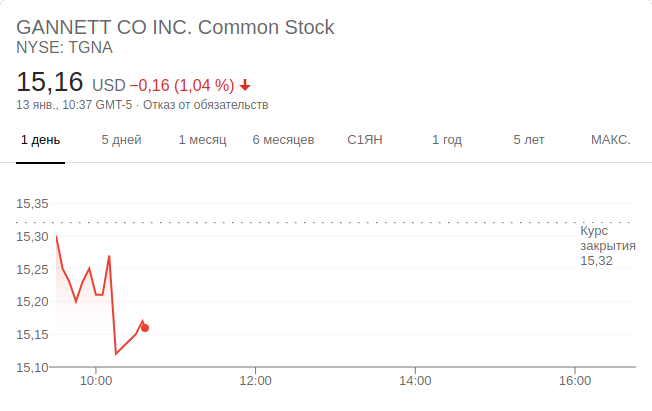 GANNETT CO INC. Common Stock
NYSE: TGNA
15,16 USD −0,16 (1,04 %)
13 янв., 10:37 GMT-5 · Отказ от обязательств
1 день 5 дней 1 месяц 6 месяцев С1ЯН 1 год 5 лет МАКС.
15,35
15,30
15,25
15,20
15,15
15,10
Курс
закрытия
15,32
10:00 12:00 14:00 16:00